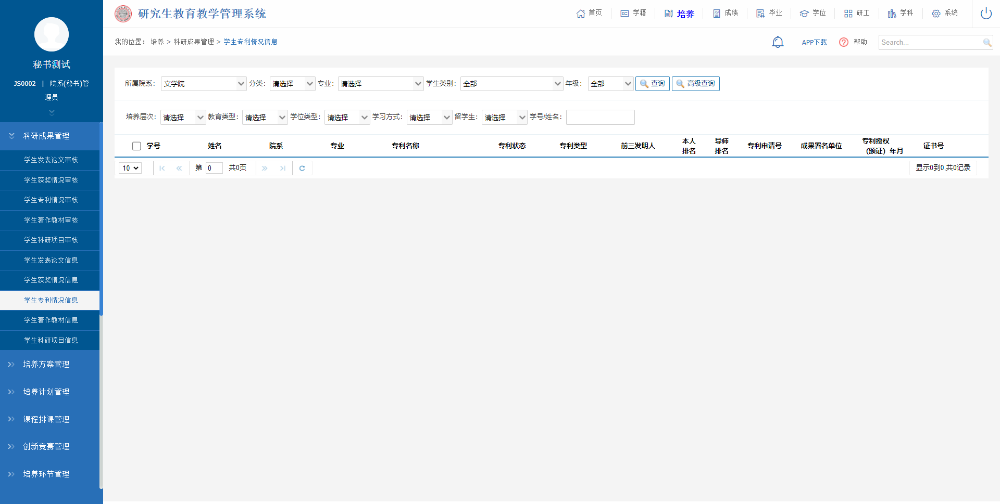 研究生教育教学管理系统
首页 学籍 培养 成绩 毕业 学位 研工 学科 系统
我的位置： 培养 > 科研成果管理 > 学生专利情况信息
APP下载 帮助 Search...
秘书测试
JS0002 | 院系(秘书)管
理员
科研成果管理
学生发表论文审核
学生获奖情况审核
学生专利情况审核
学生著作教材审核
学生科研项目审核
学生发表论文信息
学生获奖情况信息
学生专利情况信息
学生著作教材信息
学生科研项目信息
培养方案管理
培养计划管理
课程排课管理
创新竞赛管理
培养环节管理
所属院系： 文学院 分类： 请选择 专业： 请选择 学生类别： 全部 年级： 全部 查询 高级查询
培养层次： 请选择 教育类型： 请选择 学位类型： 请选择 学习方式： 请选择 留学生： 请选择 学号/姓名：
学号 姓名 院系 专业 专利名称 专利状态 专利类型 前三发明人 本人排名 导师排名 专利申请号 成果署名单位 专利授权（颁证）年月 证书号
10 第 0 共0页 显示0到0,共0记录